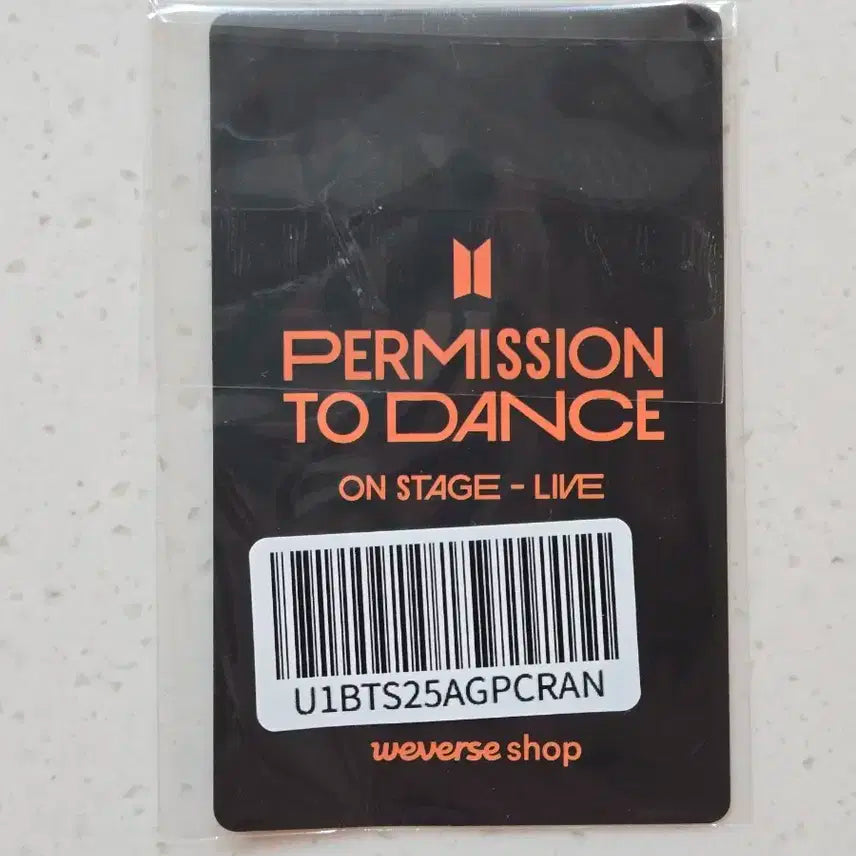 PERMISSION
TO DANCE
ON STAGE - LIVE
U1BTS25AGPCRAN
weverse shop